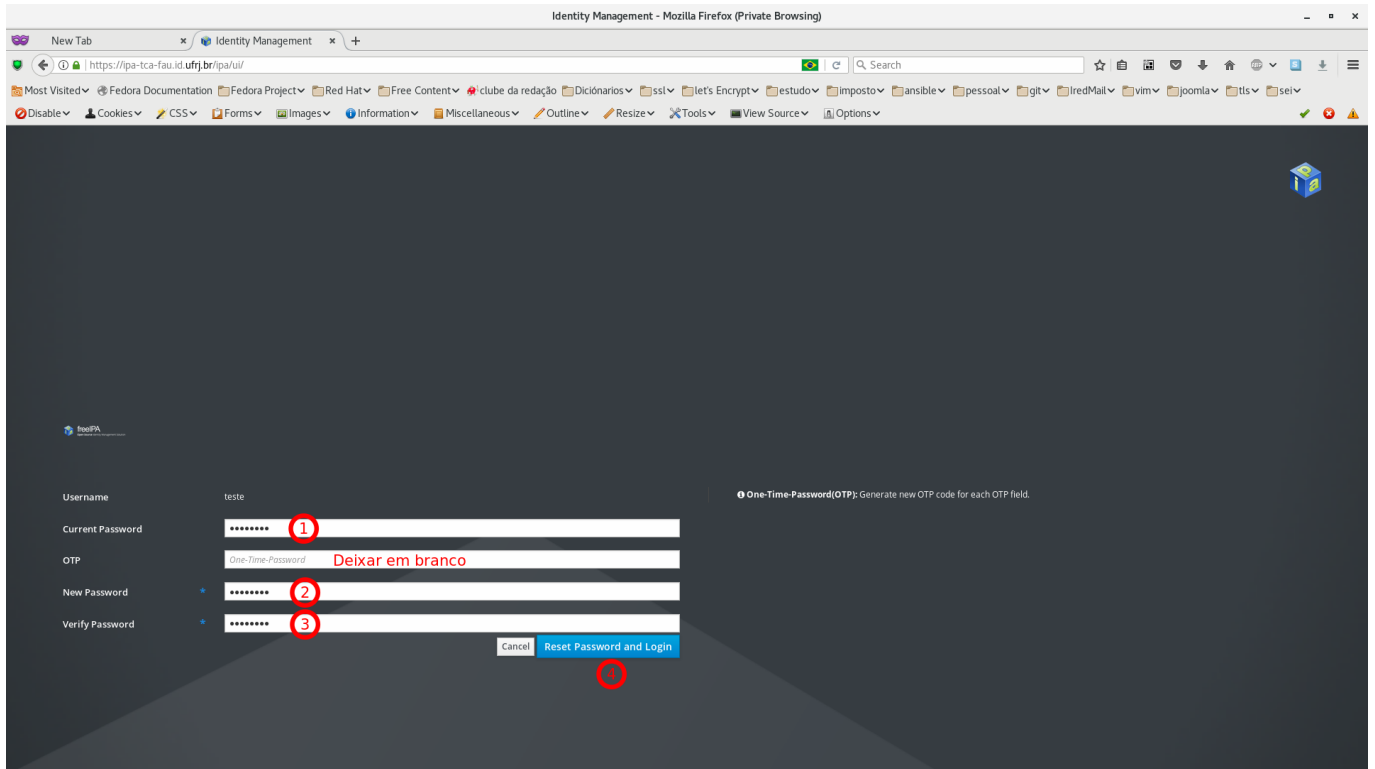 Identity Management - Mozilla Firefox (Private Browsing)
New Tab
Identity Management
https://ipa-tca-fau.id.ufrj.br/ipa/ui/
Search
Most Visited Fedora Documentation Fedora Project Red Hat Free Content clube da redação Diciónarios ssl let's Encrypt estudo imposto ansible pessoal git IredMail vim joomla tls sei
Disable Cookies CSS Forms Images Information Miscellaneous Outline Resize Tools View Source Options
ipa
freeIPA
Username teste
One-Time-Password(OTP): Generate new OTP code for each OTP field.
Current Password 1
OTP One-Time-Password Deixar em branco
New Password * 2
Verify Password * 3
Cancel Reset Password and Login
4